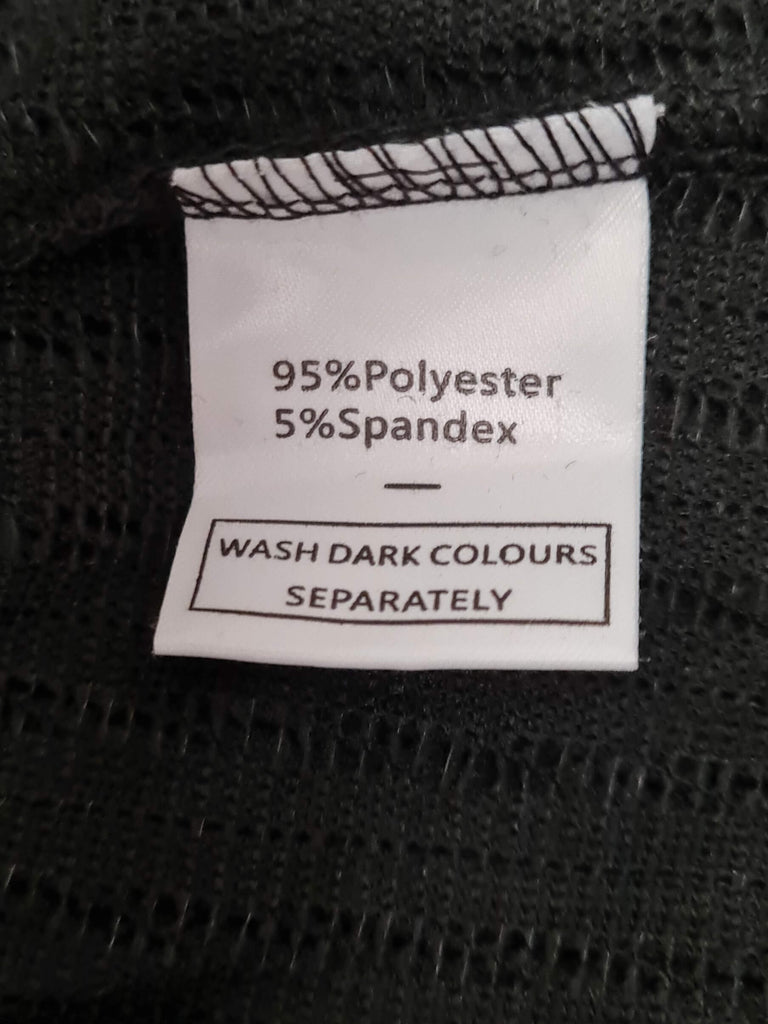 95%Polyester
5%Spandex
—
WASH DARK COLOURS
SEPARATELY